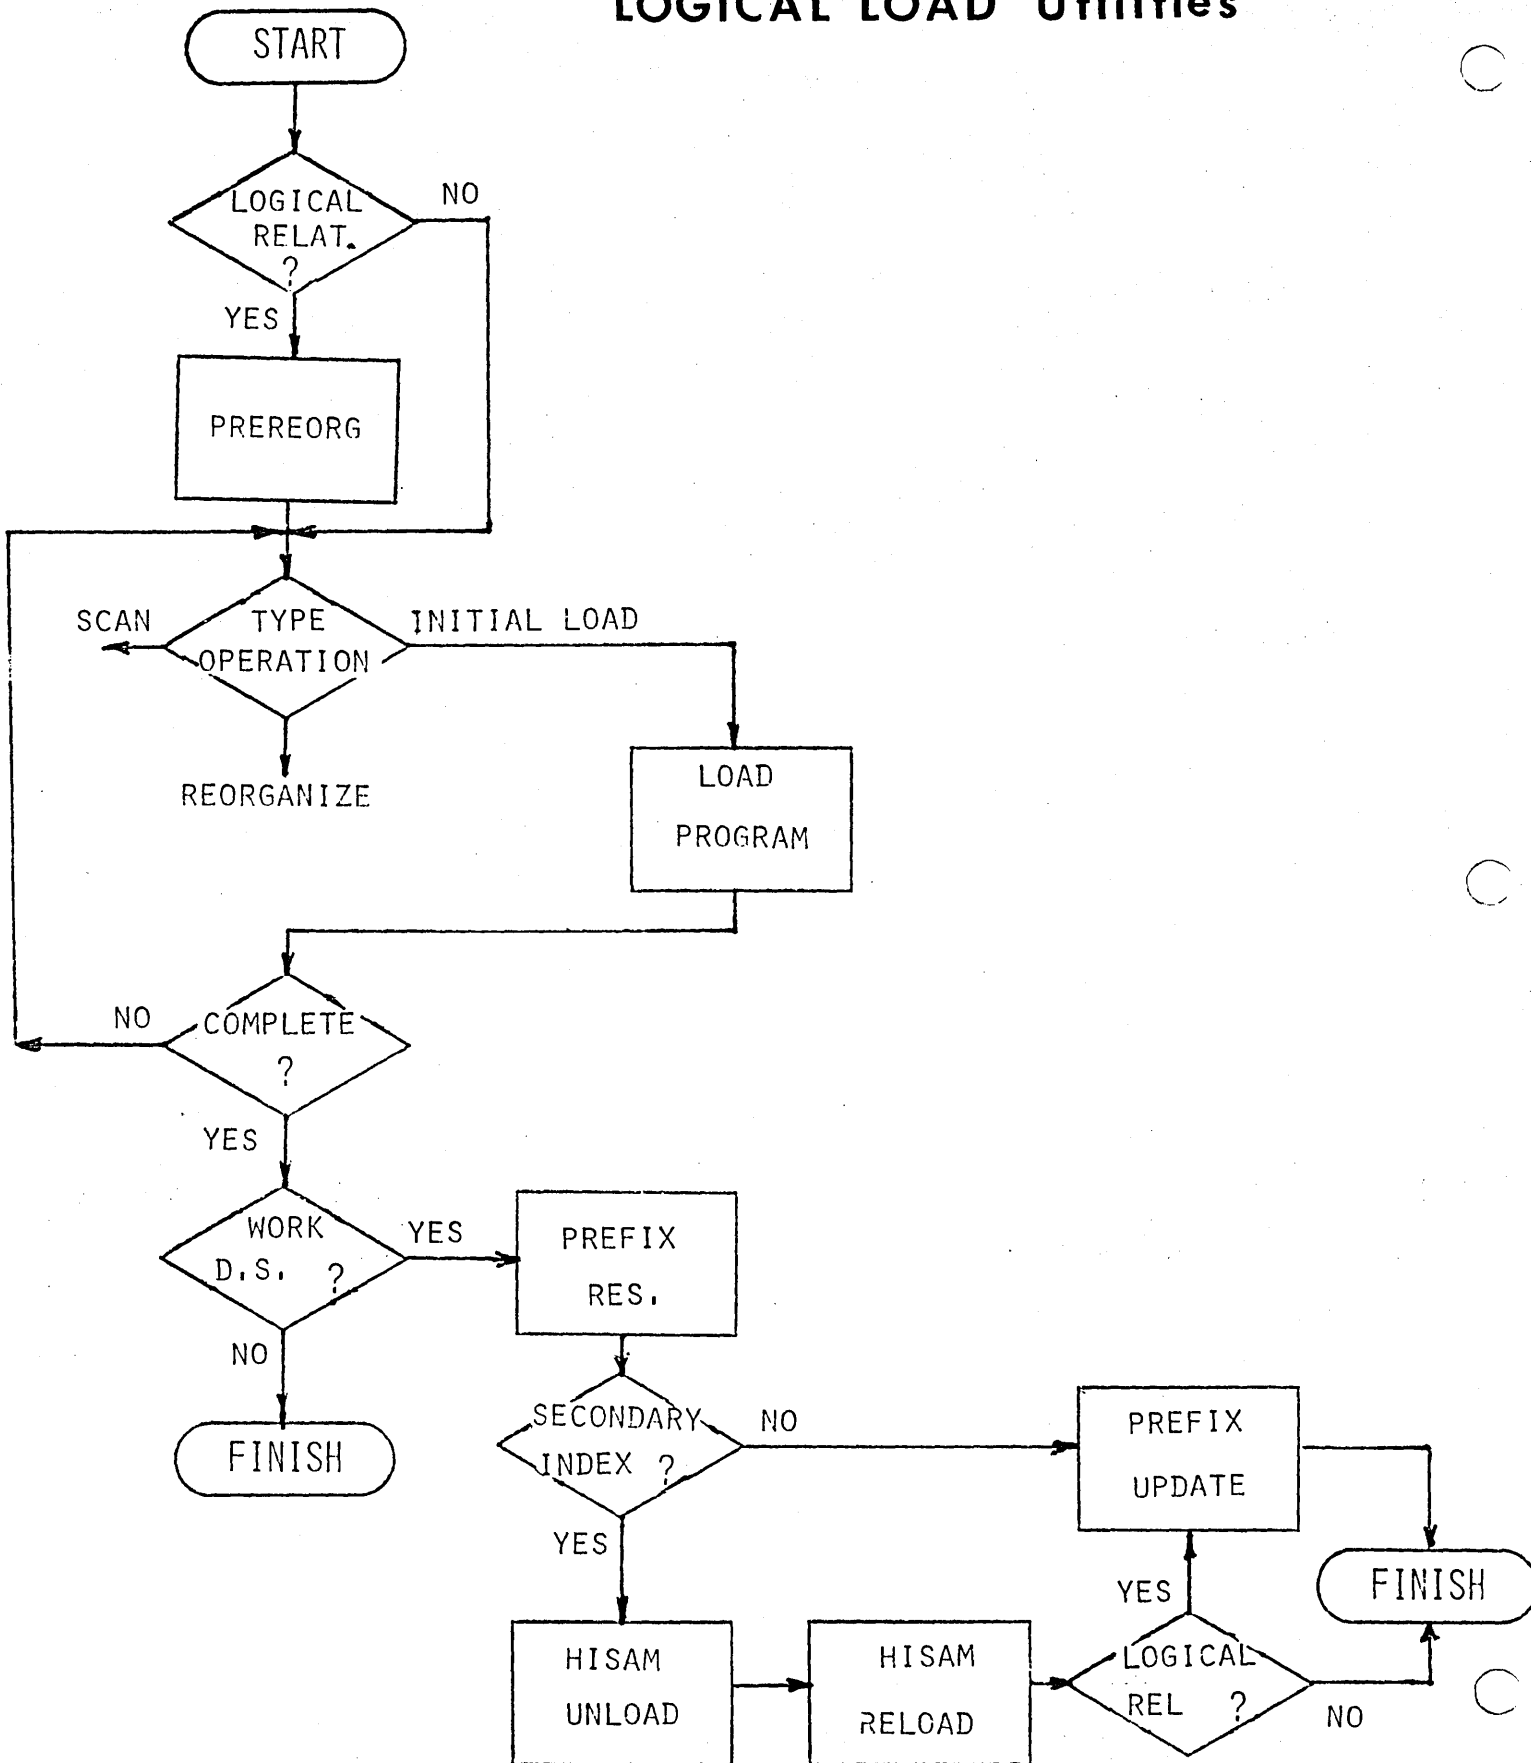 LOGICAL LOAD Utilities
START
LOGICAL
RELAT.
?
NO
YES
PREREORG
SCAN
TYPE
OPERATION
INITIAL LOAD
REORGANIZE
LOAD
PROGRAM
NO
COMPLETE
?
YES
WORK
D.S. ?
YES
PREFIX
RES.
NO
FINISH
SECONDARY
INDEX ?
NO
PREFIX
UPDATE
YES
YES
FINISH
HISAM
UNLOAD
HISAM
RELOAD
LOGICAL
REL ?
NO